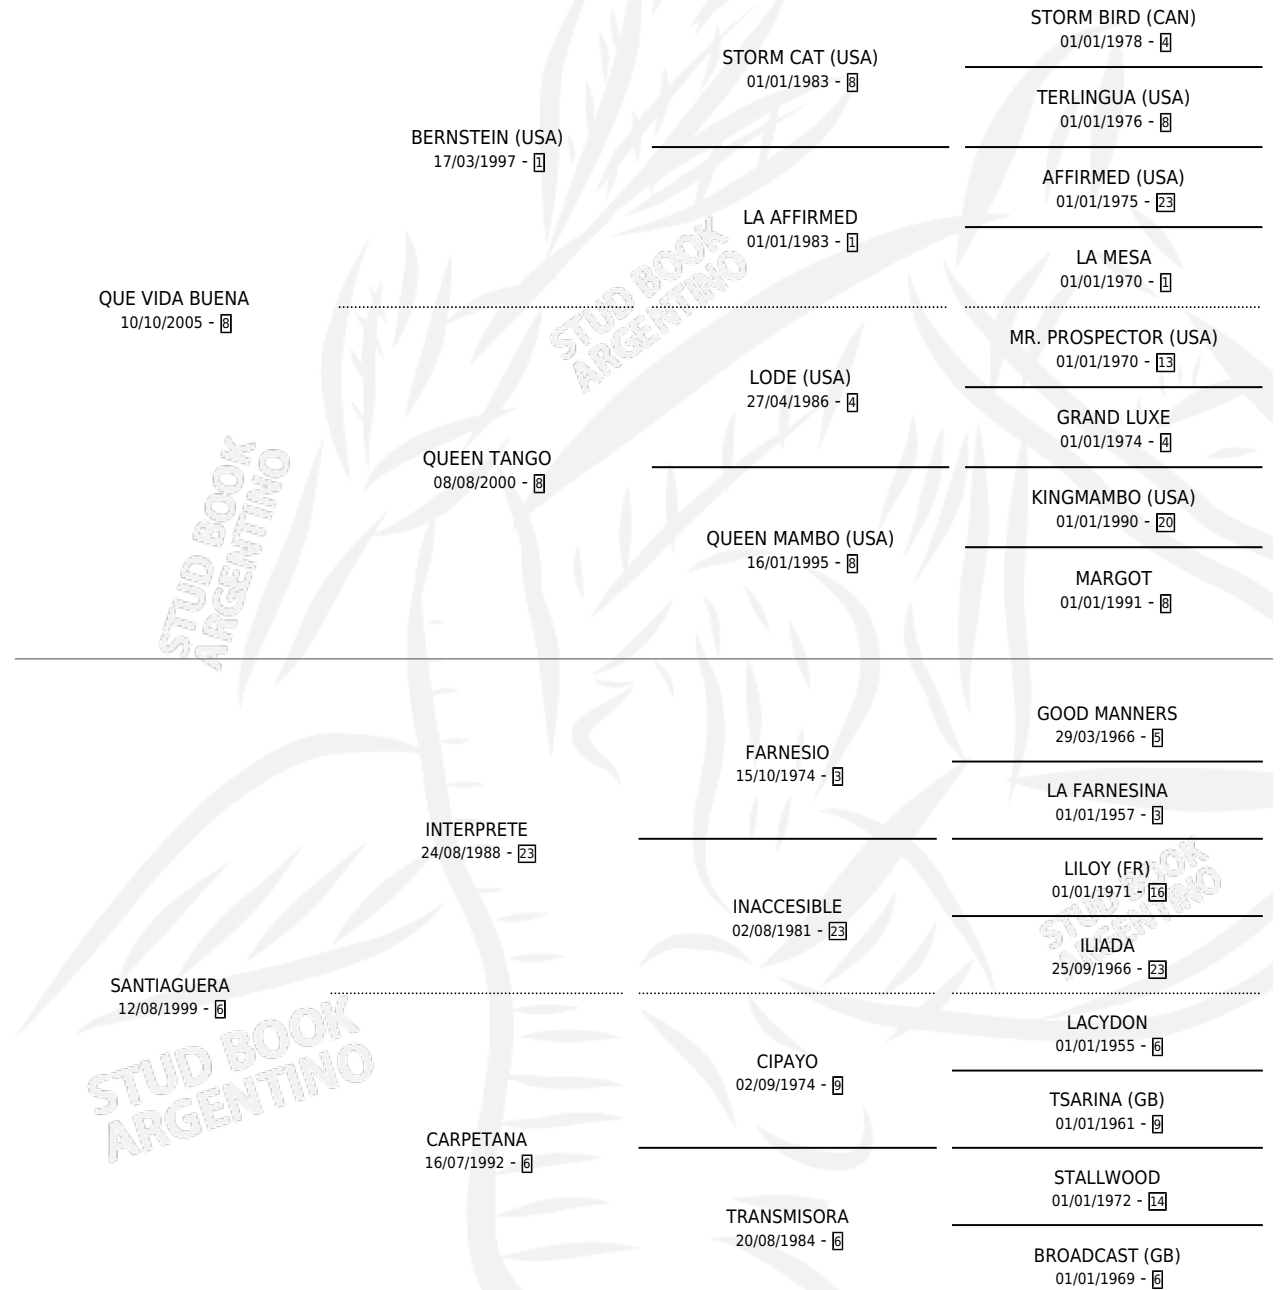 STORM BIRD (CAN)
01/01/1978 - 4
STORM CAT (USA)
01/01/1983 - 8
TERLINGUA (USA)
01/01/1976 - 8
BERNSTEIN (USA)
17/03/1997 - 1
AFFIRMED (USA)
01/01/1975 - 23
LA AFFIRMED
01/01/1983 - 1
LA MESA
01/01/1970 - 1
QUE VIDA BUENA
10/10/2005 - 8
MR. PROSPECTOR (USA)
01/01/1970 - 13
LODE (USA)
27/04/1986 - 4
GRAND LUXE
01/01/1974 - 4
QUEEN TANGO
08/08/2000 - 8
KINGMAMBO (USA)
01/01/1990 - 20
QUEEN MAMBO (USA)
16/01/1995 - 8
MARGOT
01/01/1991 - 8
STUD BOOK
ARGENTINO
STUD BOOK
ARGENTINO
GOOD MANNERS
29/03/1966 - 5
FARNESIO
15/10/1974 - 3
LA FARNESINA
01/01/1957 - 3
INTERPRETE
24/08/1988 - 23
LILOY (FR)
01/01/1971 - 16
INACCESIBLE
02/08/1981 - 23
ILIADA
25/09/1966 - 23
SANTIAGUERA
12/08/1999 - 6
LACYDON
01/01/1955 - 6
CIPAYO
02/09/1974 - 9
TSARINA (GB)
01/01/1961 - 9
CARPETANA
16/07/1992 - 6
STALLWOOD
01/01/1972 - 14
TRANSMISORA
20/08/1984 - 6
BROADCAST (GB)
01/01/1969 - 6
STUD BOOK
ARGENTINO
STUD BOOK
ARGENTINO